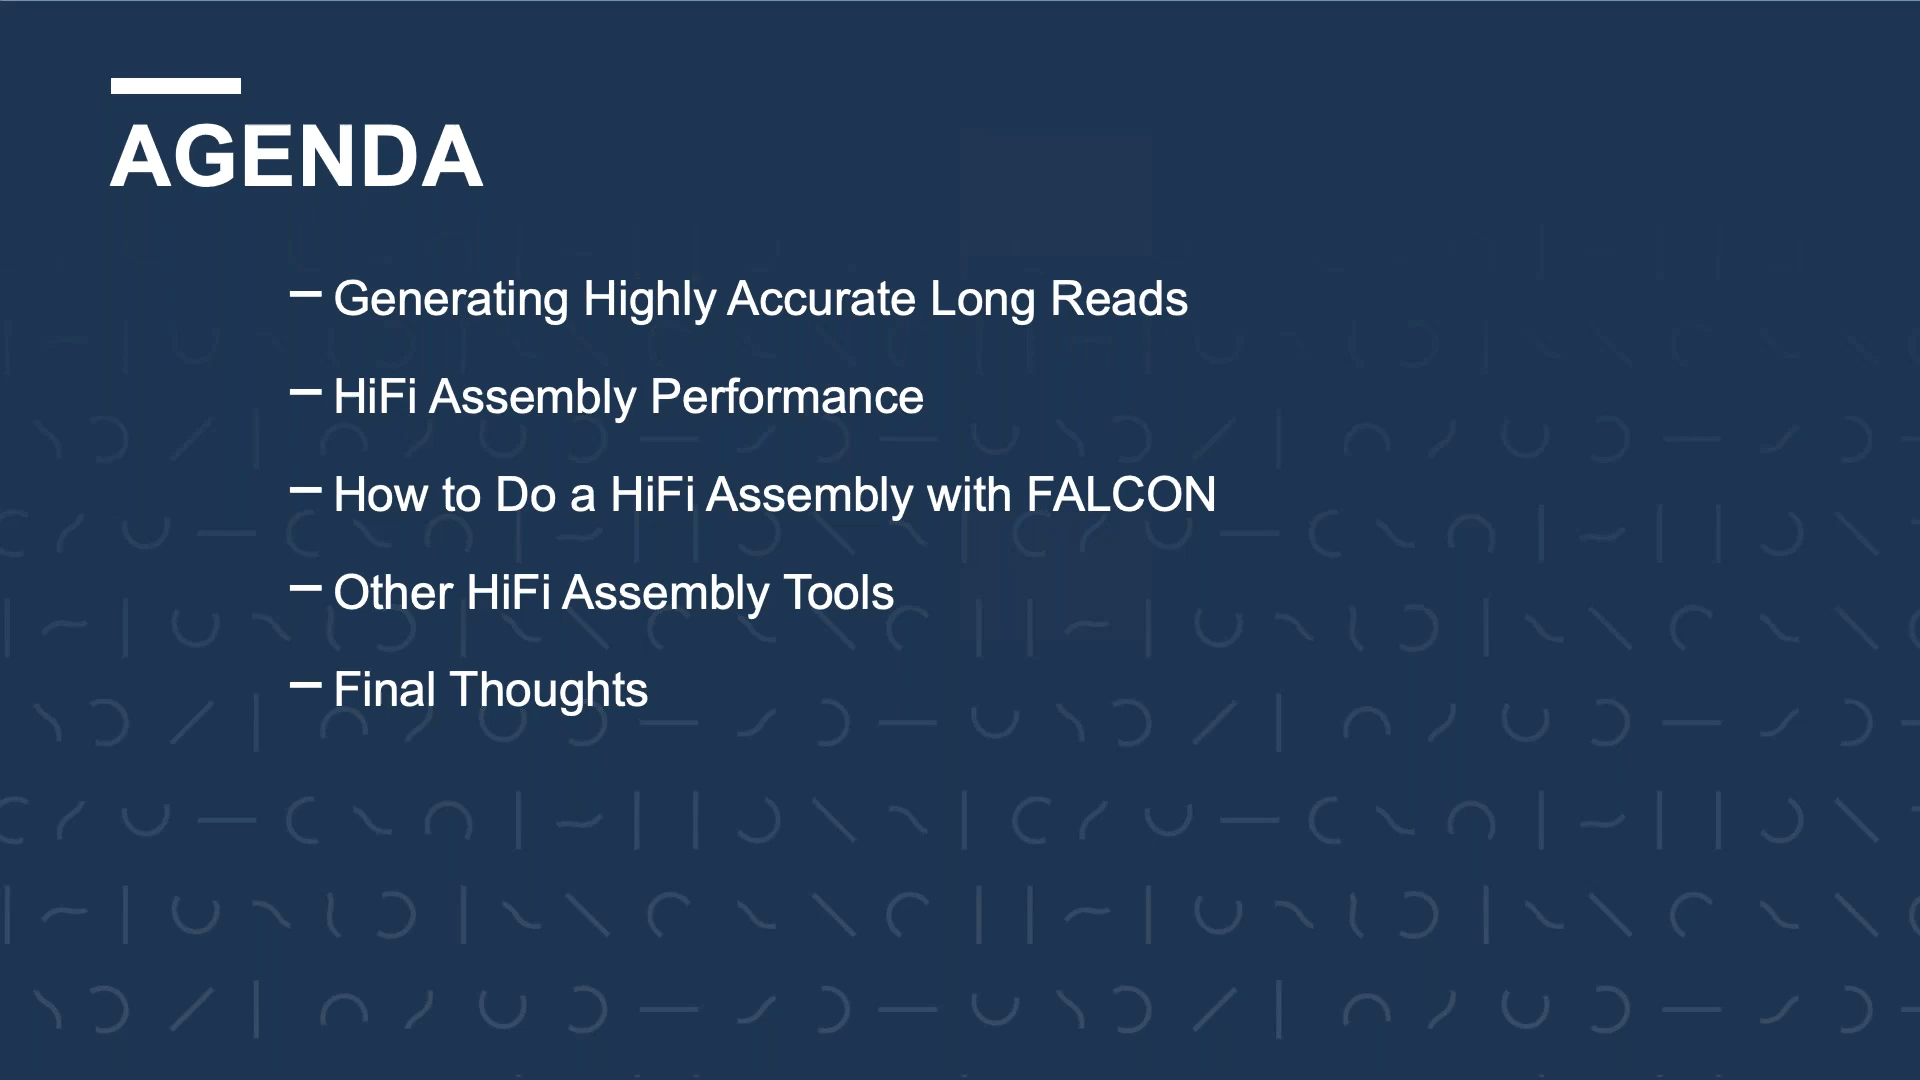 AGENDA
– Generating Highly Accurate Long Reads
– HiFi Assembly Performance
– How to Do a HiFi Assembly with FALCON
– Other HiFi Assembly Tools
– Final Thoughts